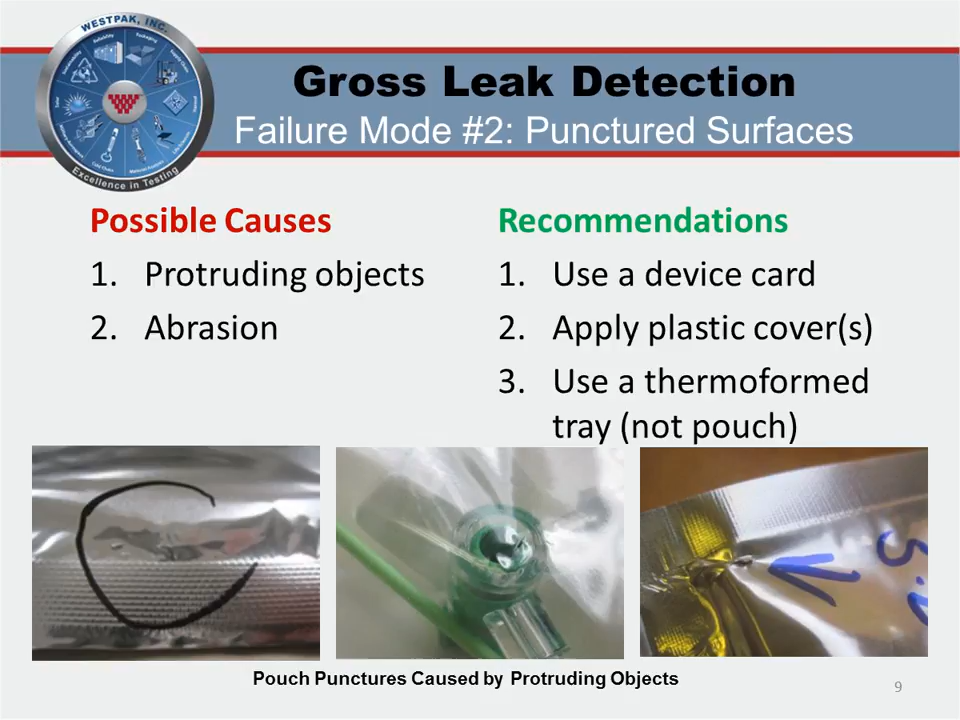 WESTPAK, INC.
Excellence in Testing
Gross Leak Detection
Failure Mode #2: Punctured Surfaces
Possible Causes
1. Protruding objects
2. Abrasion
Recommendations
1. Use a device card
2. Apply plastic cover(s)
3. Use a thermoformed
tray (not pouch)
Pouch Punctures Caused by Protruding Objects
9